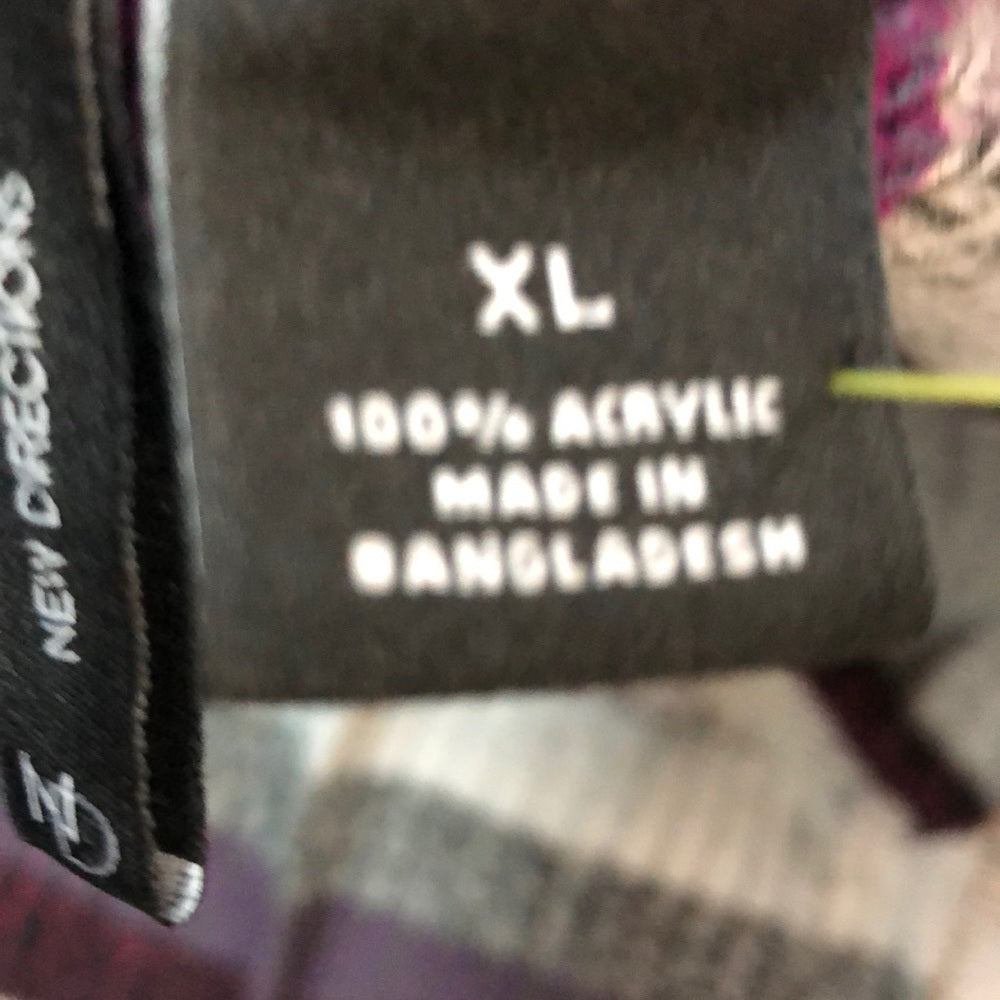 NEW DIRECTIONS
XL
100% ACRYLIC
MADE IN
BANGLADESH